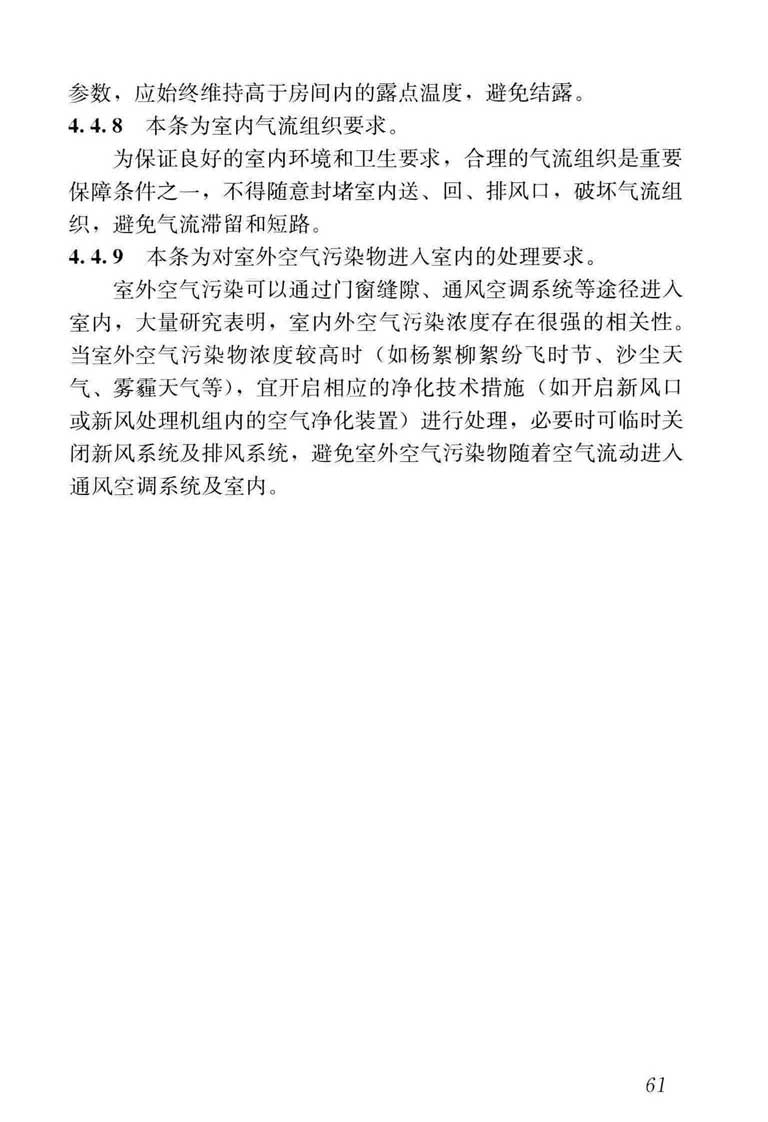 参数，应始终维持高于房间内的露点温度，避免结露。
4.4.8 本条为室内气流组织要求。
为保证良好的室内环境和卫生要求，合理的气流组织是重要
保障条件之一，不得随意封堵室内送、回、排风口，破坏气流组
织，避免气流滞留和短路。
4.4.9 本条为对室外空气污染物进入室内的处理要求。
室外空气污染可以通过门窗缝隙、通风空调系统等途径进入
室内，大量研究表明，室内外空气污染浓度存在很强的相关性。
当室外空气污染物浓度较高时（如杨絮柳絮纷飞时节、沙尘天
气、雾霾天气等），宜开启相应的净化技术措施（如开启新风口
或新风处理机组内的空气净化装置）进行处理，必要时可临时关
闭新风系统及排风系统，避免室外空气污染物随着空气流动进入
通风空调系统及室内。
61